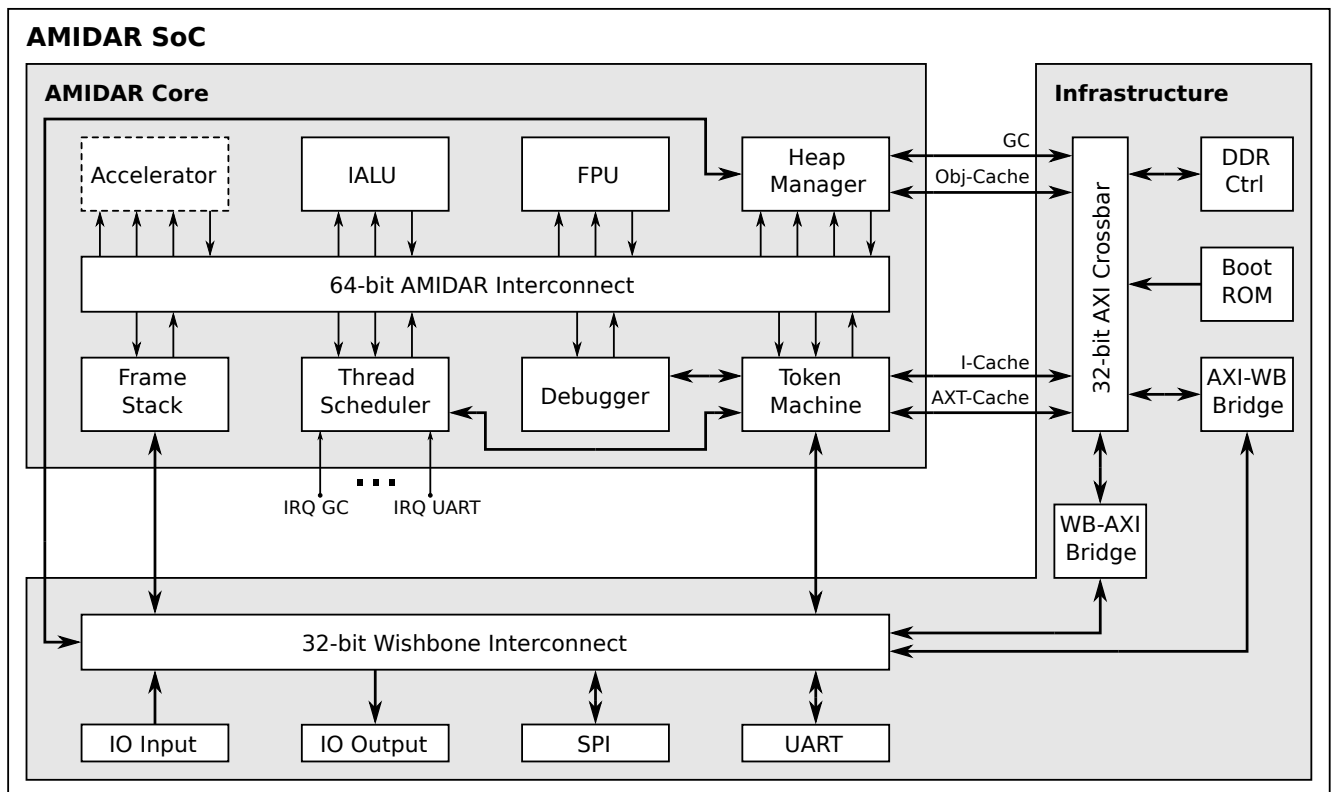 AMIDAR SoC
AMIDAR Core
Infrastructure
Accelerator
IALU
FPU
Heap
Manager
GC
Obj-Cache
32-bit AXI Crossbar
DDR
Ctrl
64-bit AMIDAR Interconnect
Boot
ROM
Frame
Stack
Thread
Scheduler
Debugger
Token
Machine
I-Cache
AXT-Cache
AXI-WB
Bridge
...
IRQ GC
IRQ UART
WB-AXI
Bridge
32-bit Wishbone Interconnect
IO Input
IO Output
SPI
UART